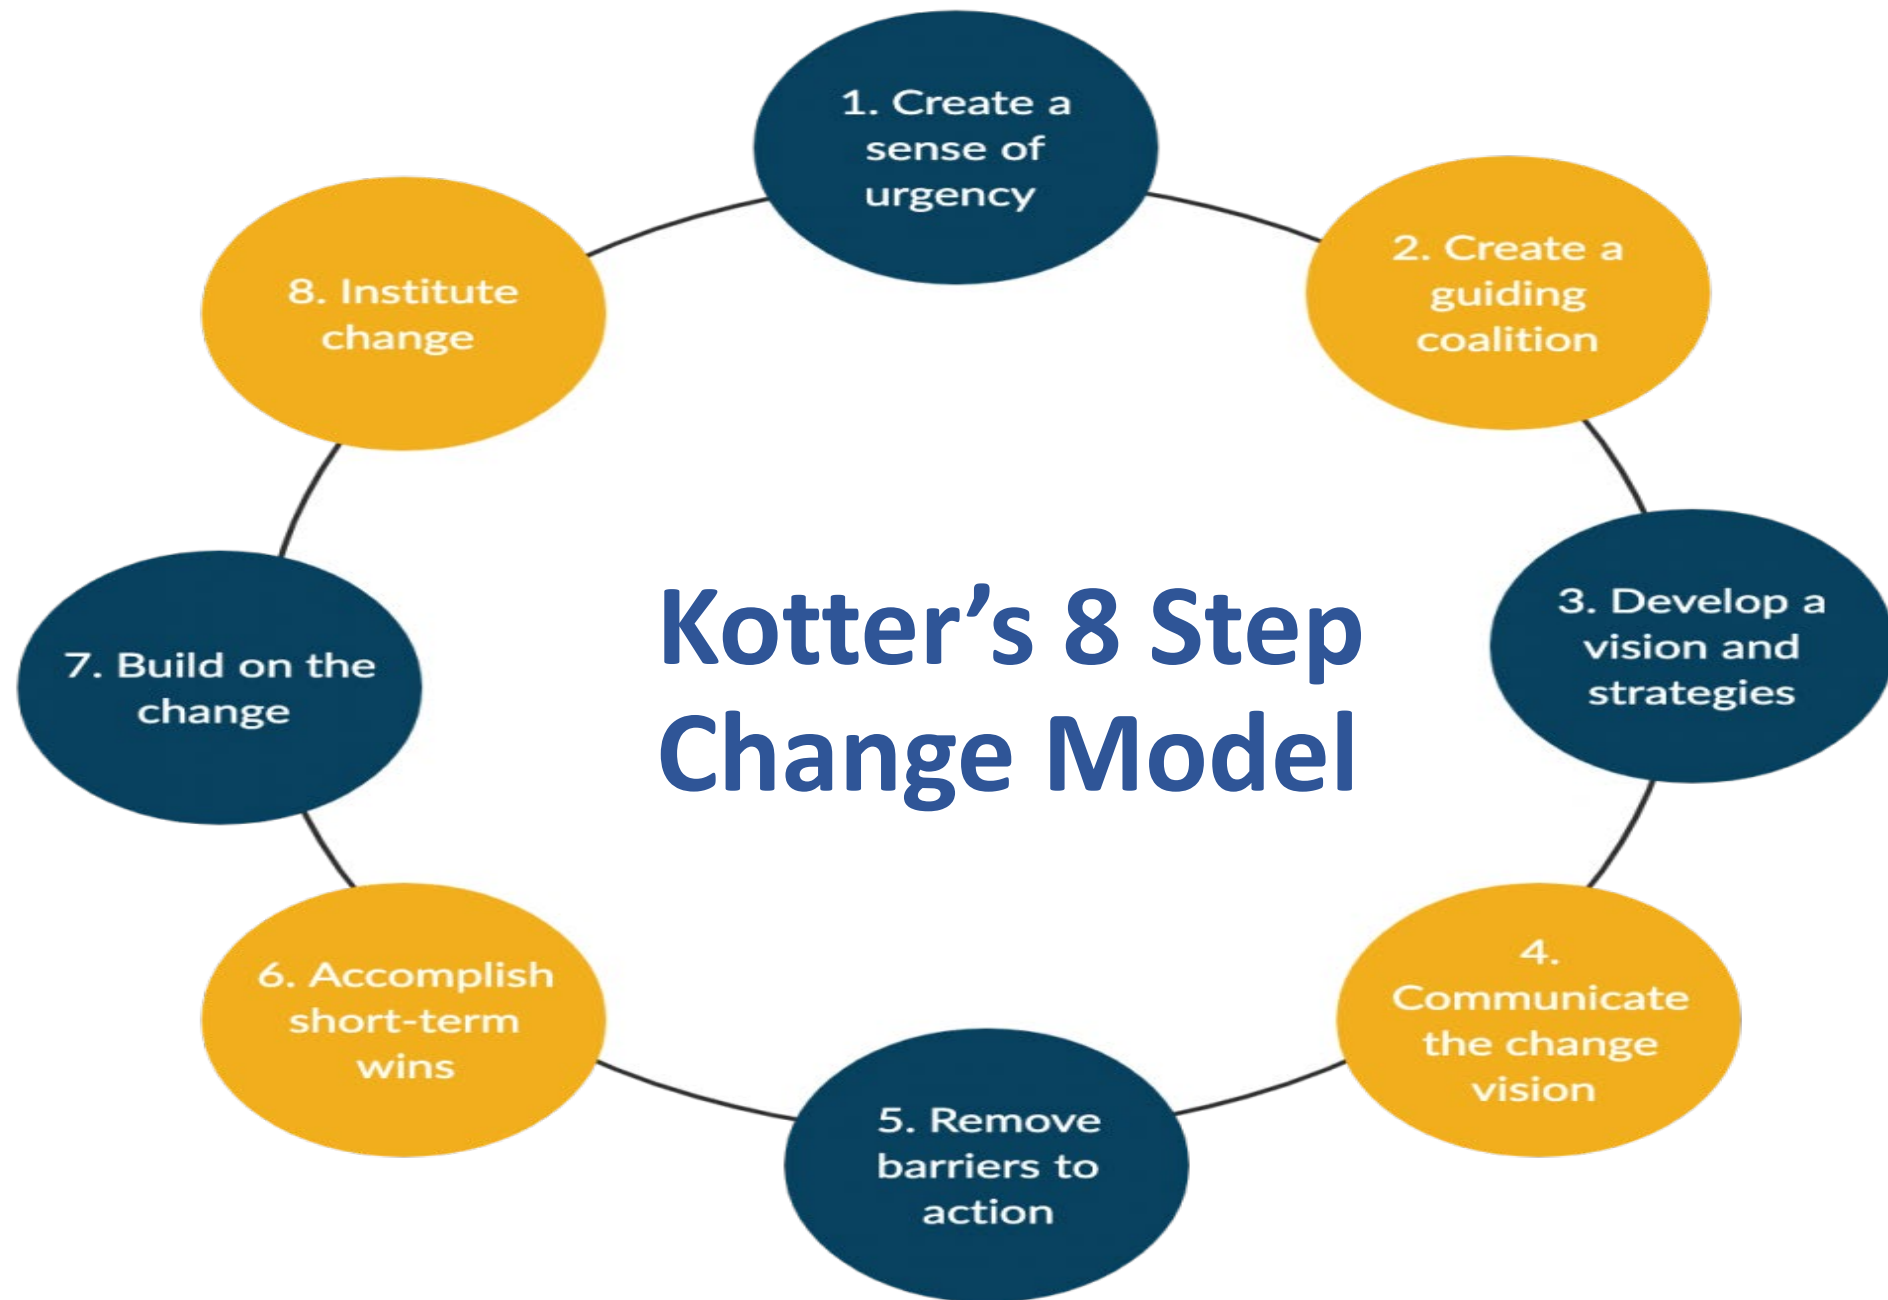 1. Create a
sense of
urgency
2. Create a
guiding
coalition
3. Develop a
vision and
strategies
4.
Communicate
the change
vision
5. Remove
barriers to
action
6. Accomplish
short-term
wins
7. Build on the
change
8. Institute
change
Kotter’s 8 Step
Change Model